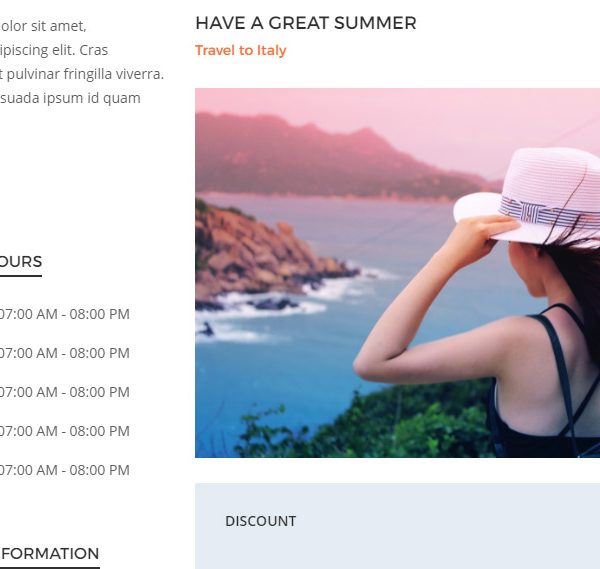 olor sit amet,
ipiscing elit. Cras
t pulvinar fringilla viverra.
suada ipsum id quam
OURS
07:00 AM - 08:00 PM
07:00 AM - 08:00 PM
07:00 AM - 08:00 PM
07:00 AM - 08:00 PM
07:00 AM - 08:00 PM
FORMATION
HAVE A GREAT SUMMER
Travel to Italy
DISCOUNT